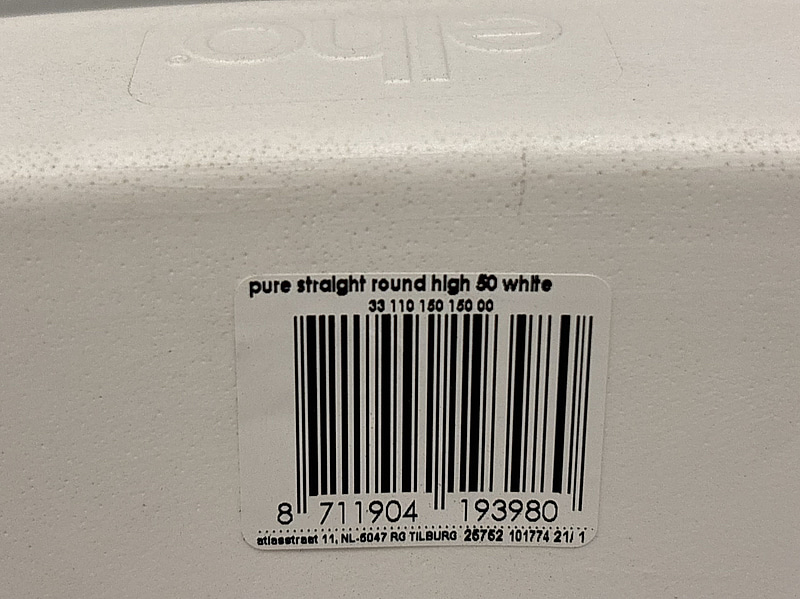 elho®
pure straight round high 50 white
33 110 150 150 00
8 711904 193980
atlasstraat 11, NL-5047 RG TILBURG 25752 101774 21/ 1